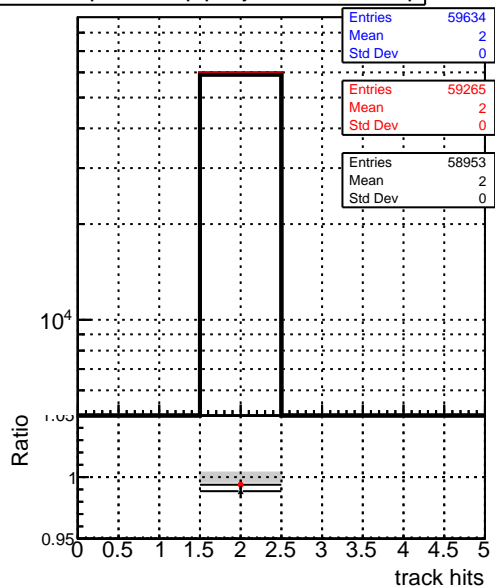 Entries 59634
Mean 2
Std Dev 0
Entries 59265
Mean 2
Std Dev 0
Entries 58953
Mean 2
Std Dev 0
10^4
Ratio
1
0.95
0 0.5 1 1.5 2 2.5 3 3.5 4 4.5 5
track hits